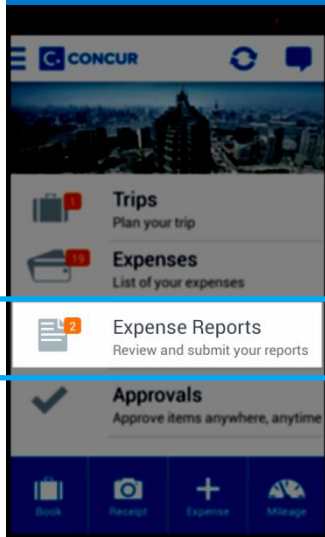 C. CONCUR
Trips
1
Plan your trip
Expenses
19
List of your expenses
Expense Reports
2
Review and submit your reports
Approvals
Approve items anywhere, anytime
Book
Receipt
Expense
Mileage